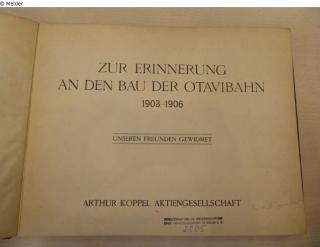 © Melder
ZUR ERINNERUNG
AN DEN BAU DER OTAVIBAHN
1903-1906
UNSEREN FREUNDEN GEWIDMET
ARTHUR KOPPEL AKTIENGESELLSCHAFT